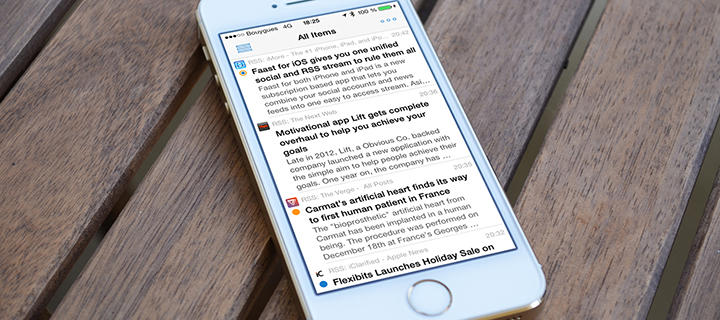 Bouygues 4G 18:25
All Items
RSS: iMore - The #1 iPhone, iPad, and iPo... 20:42
Faast for iOS gives you one unified
social and RSS stream to rule them all
Faast for both iPhone and iPad is a new
subscription based app that lets you
combine your social accounts and news
feeds into one easy to access stream. Asi...
RSS: The Next Web 20:36
Motivational app Lift gets complete
overhaul to help you achieve your
goals
Late in 2012, Lift, a Obvious Co. backed
company launched a new application with
the simple aim to help people achieve their
goals. One year on, the company has ...
RSS: The Verge - All Posts 20:35
Carmat's artificial heart finds its way
to first human patient in France
The "bioprosthetic" artificial heart from
Carmat has been implanted in a human
being. The procedure was performed on
December 18th at France's Georges ...
iC RSS: iClarified - Apple News 20:32
Flexibits Launches Holiday Sale on